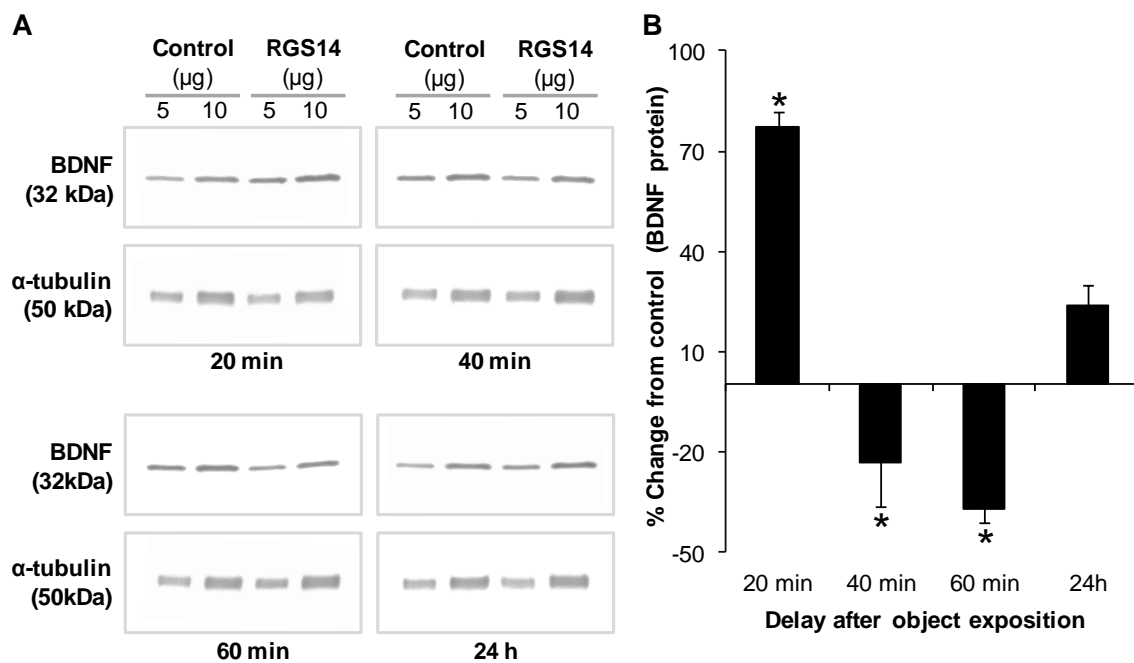 A
Control RGS14 Control RGS14
(µg) (µg) (µg) (µg)
5 10 5 10 5 10 5 10
BDNF
(32 kDa)
α-tubulin
(50 kDa)
20 min 40 min
BDNF
(32kDa)
α-tubulin
(50kDa)
60 min 24 h
B
% Change from control (BDNF protein)
100
70
40
10
-20
-50
*
*
*
20 min 40 min 60 min 24h
Delay after object exposition